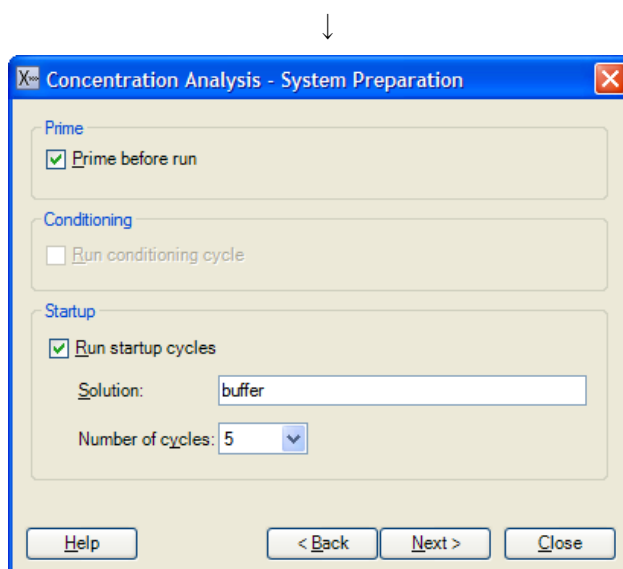 ↓
X
Concentration Analysis - System Preparation
Prime
Prime before run
Conditioning
Run conditioning cycle
Startup
Run startup cycles
Solution: buffer
Number of cycles: 5
Help < Back Next > Close